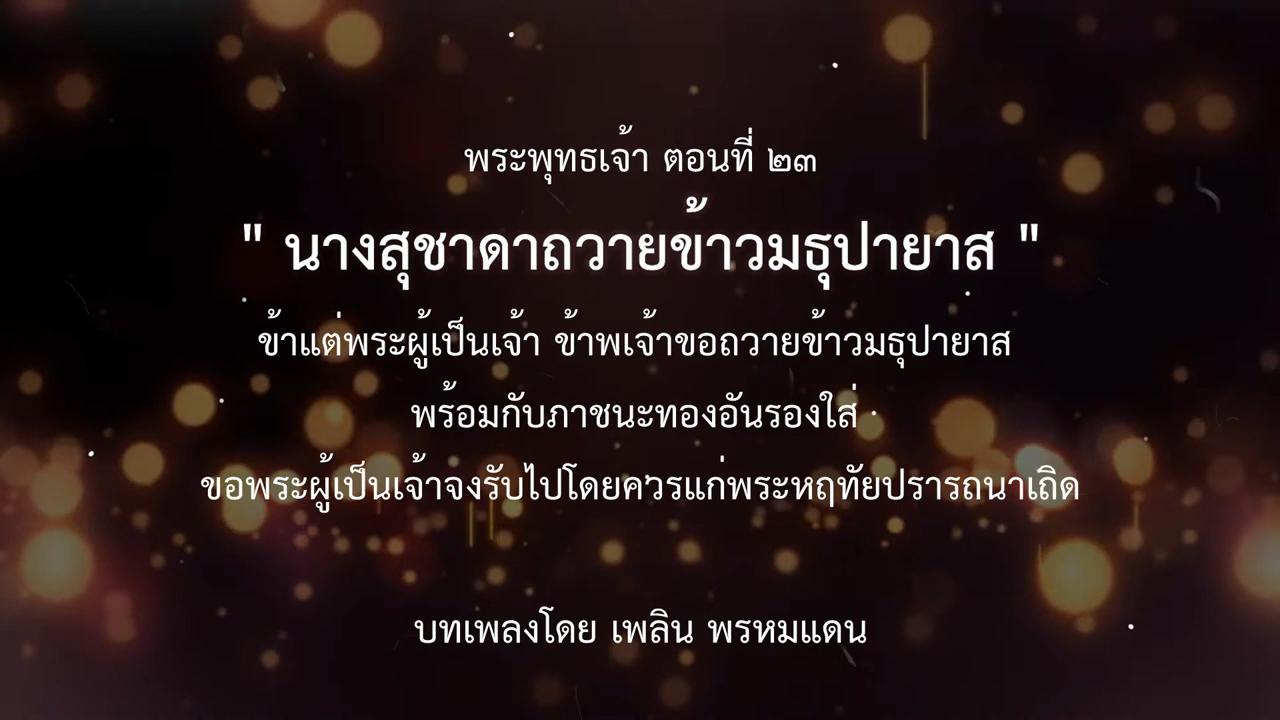 พระพุทธเจ้า ตอนที่ ๒๓
" นางสุชาดาถวายข้าวมธุปายาส "
ข้าแต่พระผู้เป็นเจ้า ข้าพเจ้าขอถวายข้าวมธุปายาส
พร้อมกับภาชนะทองอันรองใส่
ขอพระผู้เป็นเจ้าจงรับไปโดยควรแก่พระหฤทัยปรารถนาเถิด
บทเพลงโดย เพลิน พรหมแดน